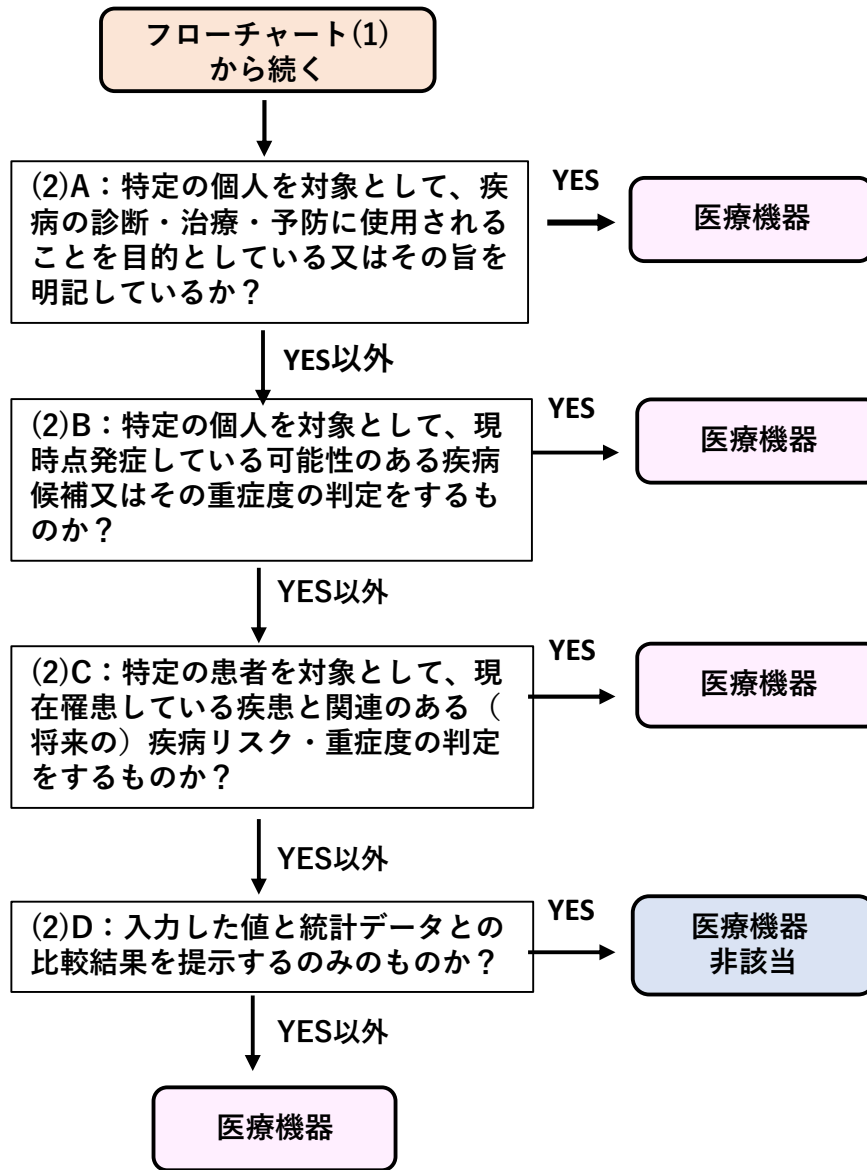 フローチャート(1)
から続く
(2)A：特定の個人を対象として、疾
病の診断・治療・予防に使用される
ことを目的としている又はその旨を
明記しているか？
YES
医療機器
YES以外
(2)B：特定の個人を対象として、現
時点発症している可能性のある疾病
候補又はその重症度の判定をするも
のか？
YES
医療機器
YES以外
(2)C：特定の患者を対象として、現
在罹患している疾患と関連のある（
将来の）疾病リスク・重症度の判定
をするものか？
YES
医療機器
YES以外
(2)D：入力した値と統計データとの
比較結果を提示するのみのものか？
YES
医療機器
非該当
YES以外
医療機器